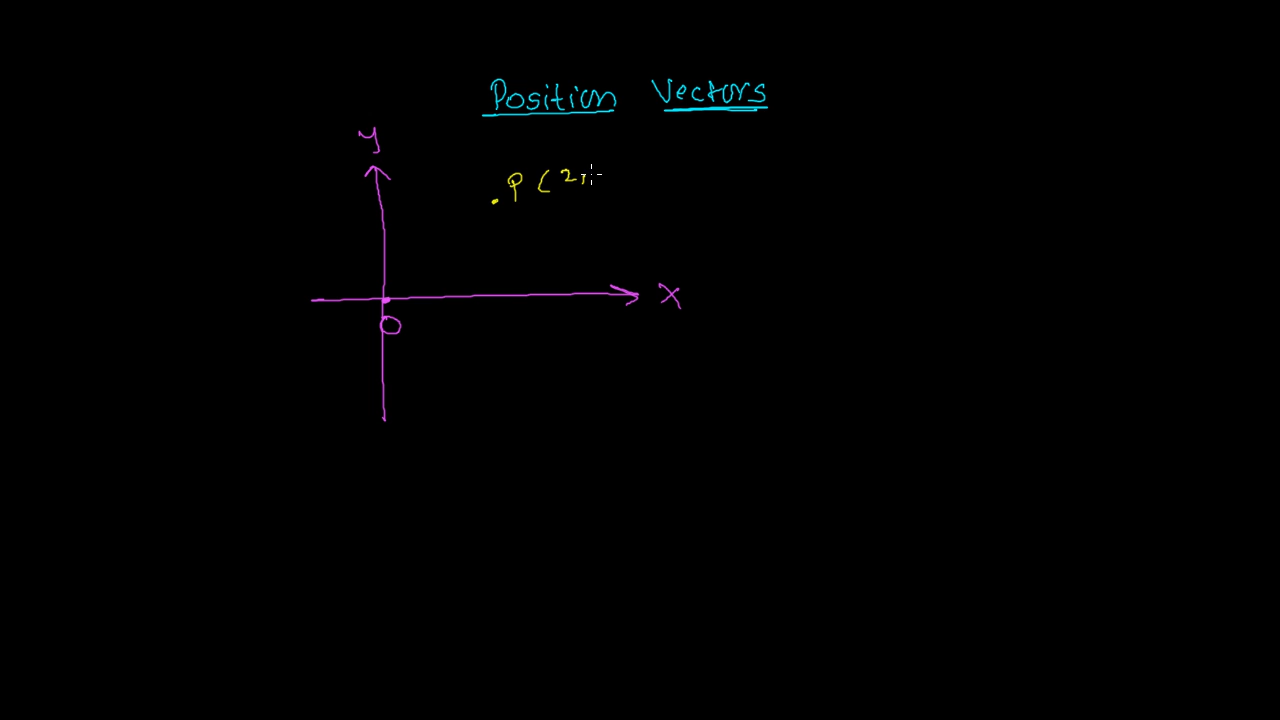 Position Vectors
y
.P (2,
X
O